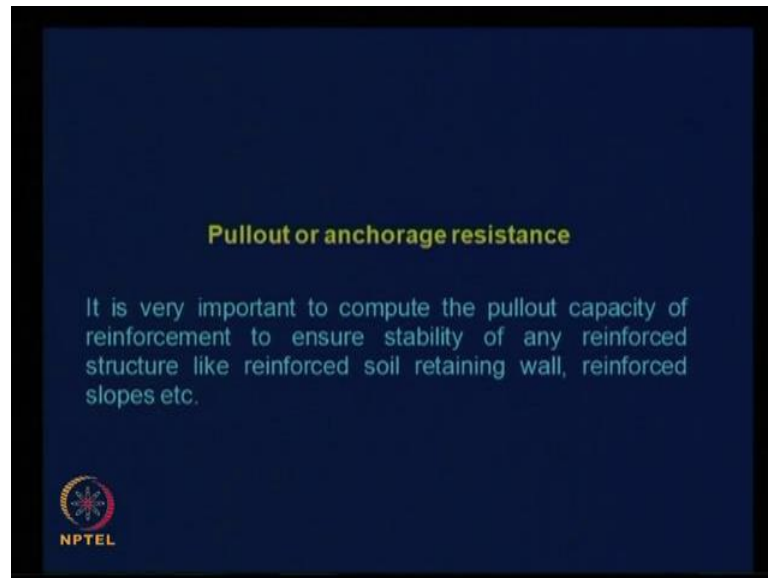 Pullout or anchorage resistance
It is very important to compute the pullout capacity of
reinforcement to ensure stability of any reinforced
structure like reinforced soil retaining wall, reinforced
slopes etc.
NPTEL